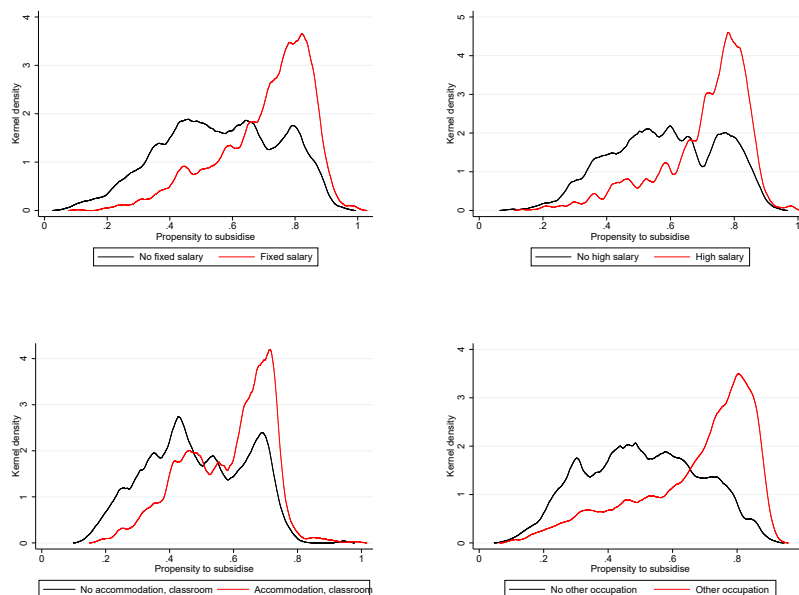 4
3
2
1
0
Kernel density
0 .2 .4 .6 .8 1
Propensity to subsidise
No fixed salary Fixed salary
5
4
3
2
1
0
Kernel density
0 .2 .4 .6 .8 1
Propensity to subsidise
No high salary High salary
4
3
2
1
0
Kernel density
0 .2 .4 .6 .8 1
Propensity to subsidise
No accommodation, classroom Accommodation, classroom
4
3
2
1
0
Kernel density
0 .2 .4 .6 .8
Propensity to subsidise
No other occupation Other occupation